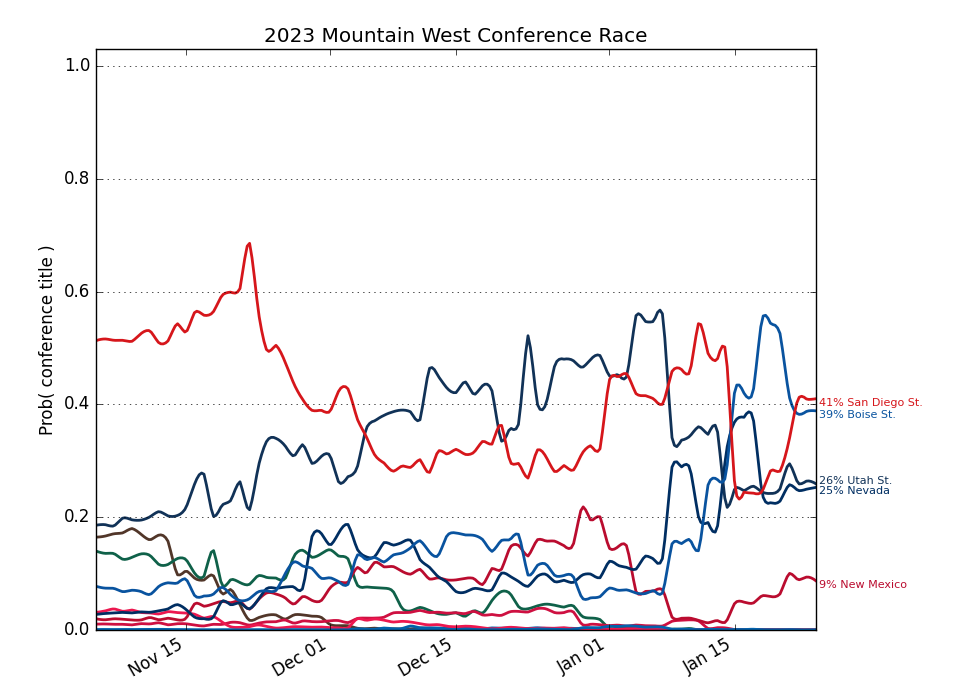 2023 Mountain West Conference Race
Prob( conference title )
1.0
0.8
0.6
0.4
0.2
0.0
41% San Diego St.
39% Boise St.
26% Utah St.
25% Nevada
9% New Mexico
Nov 15
Dec 01
Dec 15
Jan 01
Jan 15